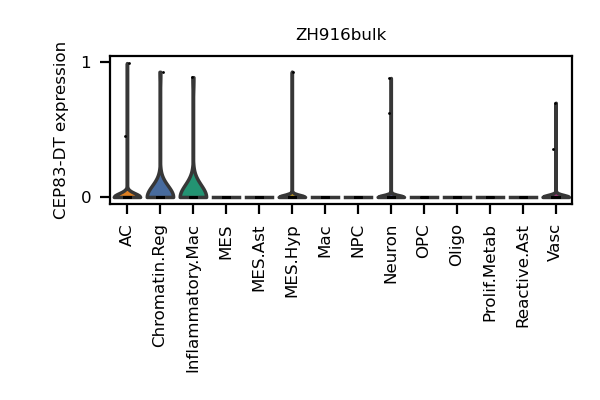 ZH916bulk
CEP83-DT expression
1
0
AC
Chromatin.Reg
Inflammatory.Mac
MES
MES.Ast
MES.Hyp
Mac
NPC
Neuron
OPC
Oligo
Prolif.Metab
Reactive.Ast
Vasc